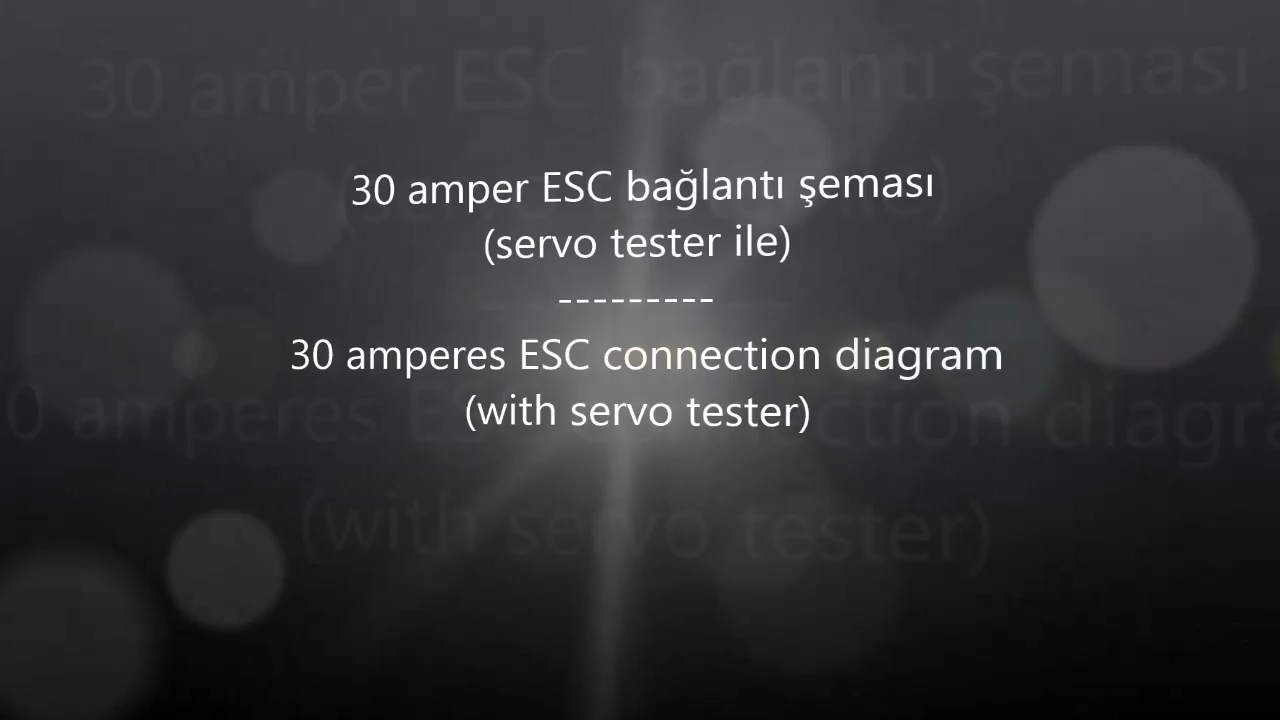 30 amper ESC bağlantı şeması
(servo tester ile)
---------
30 amperes ESC connection diagram
(with servo tester)